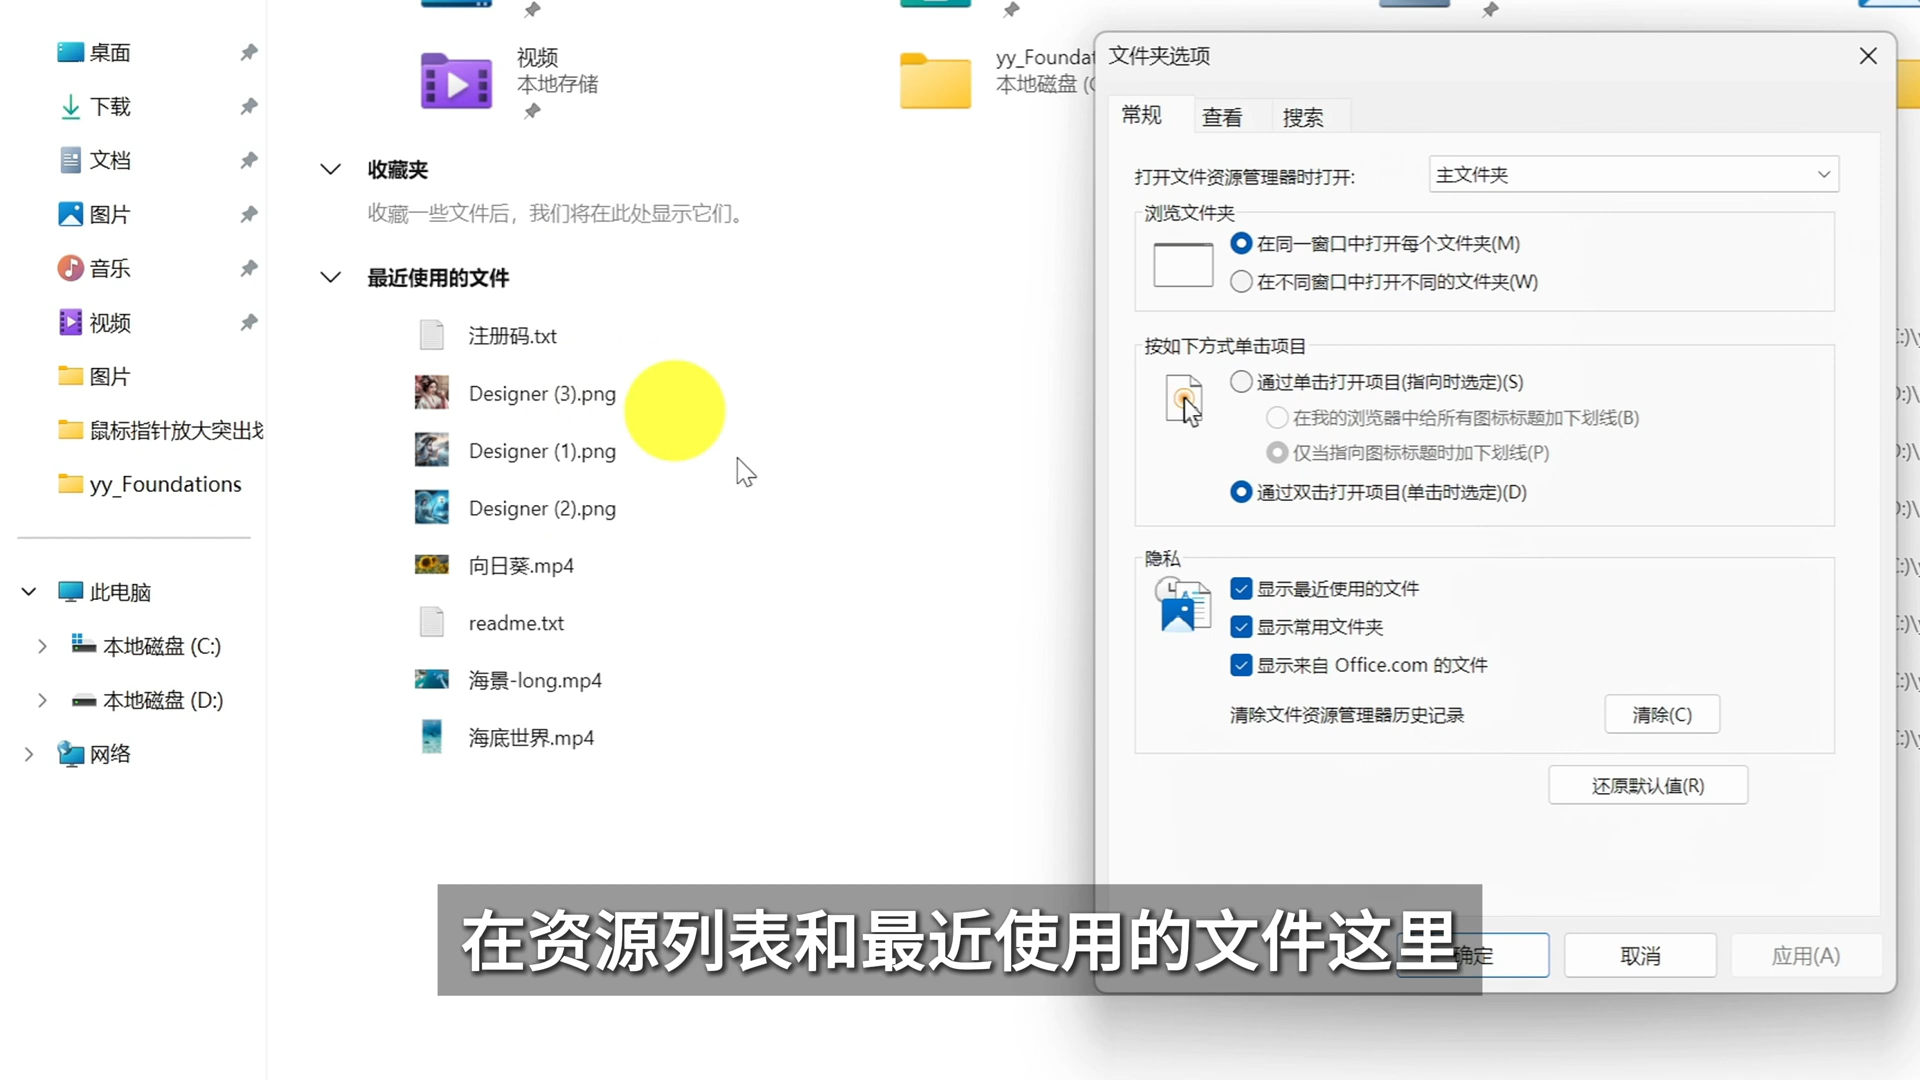 桌面
下载
文档
图片
音乐
视频
图片
鼠标指针放大突出
yy_Foundations
此电脑
本地磁盘 (C:)
本地磁盘 (D:)
网络
视频
本地存储
yy_Foundat
本地磁盘 (
收藏夹
收藏一些文件后，我们将在此处显示它们。
最近使用的文件
注册码.txt
Designer (3).png
Designer (1).png
Designer (2).png
向日葵.mp4
readme.txt
海景-long.mp4
海底世界.mp4
文件夹选项
常规 查看 搜索
打开文件资源管理器时打开: 主文件夹
浏览文件夹
在同一窗口中打开每个文件夹(M)
在不同窗口中打开不同的文件夹(W)
按如下方式单击项目
通过单击打开项目(指向时选定)(S)
在我的浏览器中给所有图标标题加下划线(B)
仅当指向图标标题时加下划线(P)
通过双击打开项目(单击时选定)(D)
隐私
显示最近使用的文件
显示常用文件夹
显示来自 Office.com 的文件
清除文件资源管理器历史记录 清除(C)
还原默认值(R)
确定 取消 应用(A)
在资源列表和最近使用的文件这里